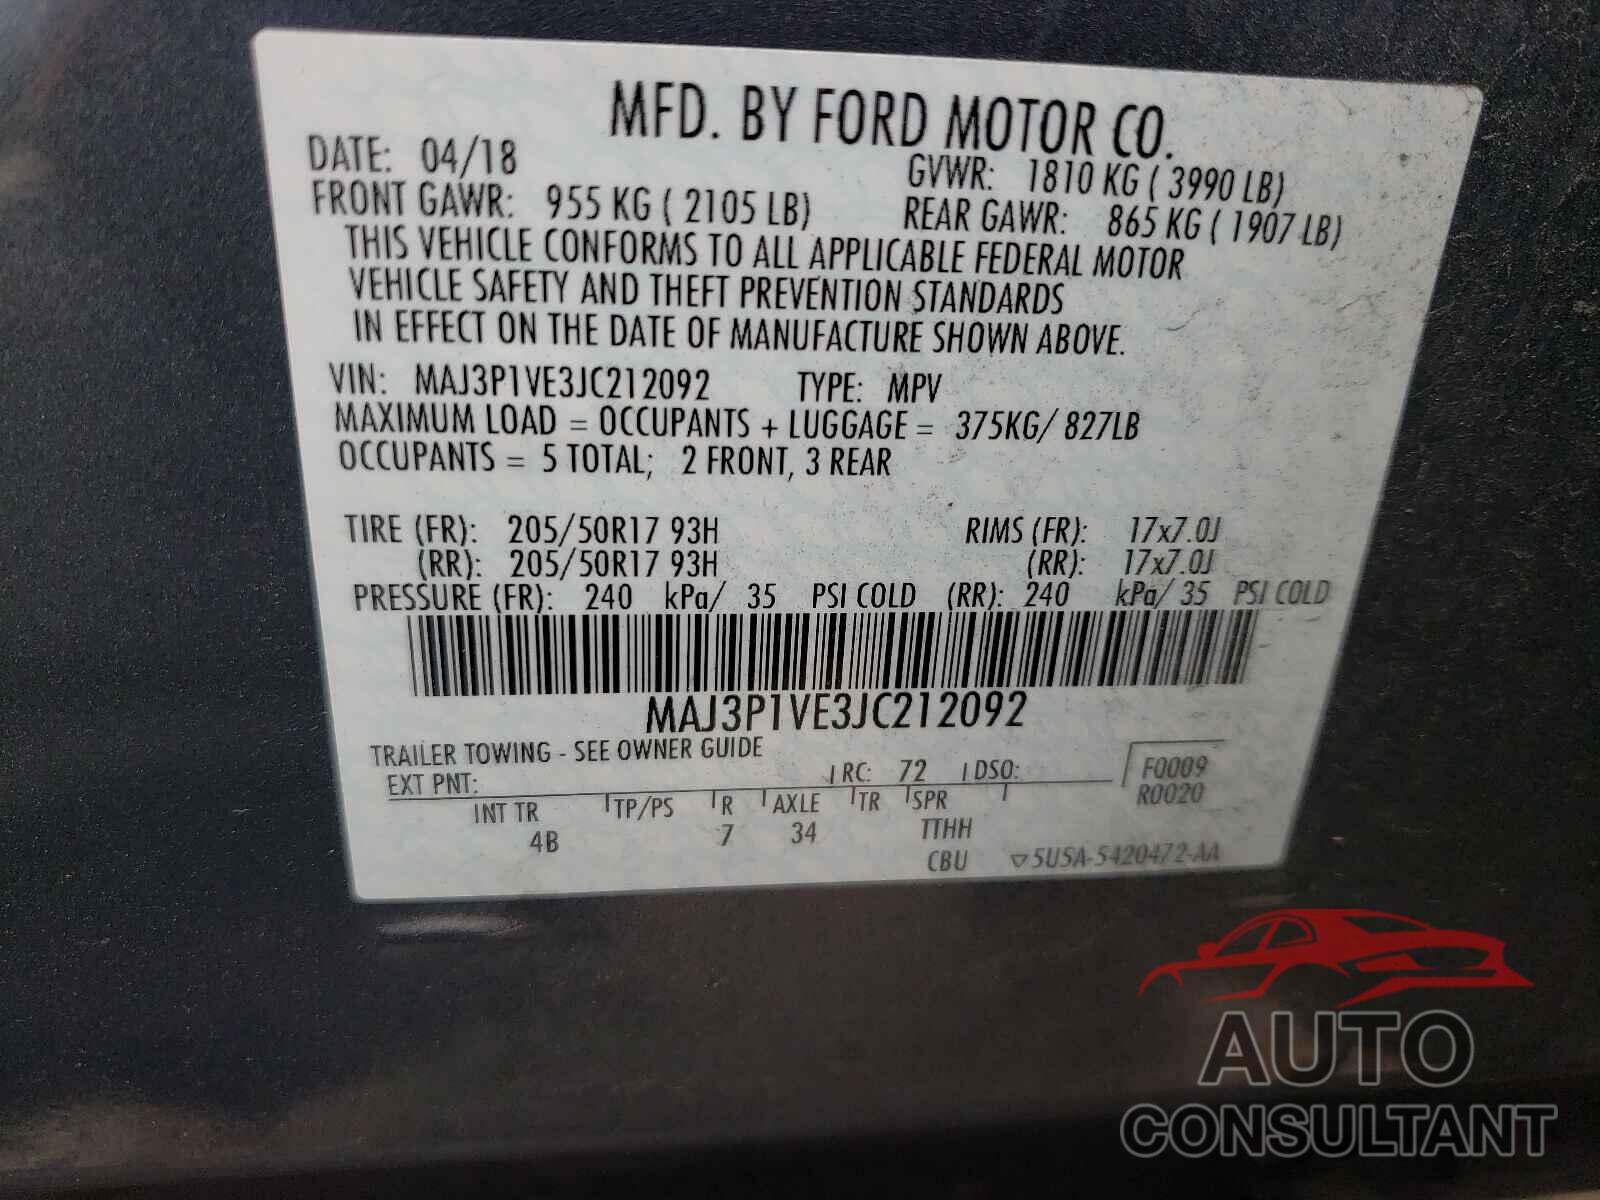 MFD. BY FORD MOTOR CO.
DATE: 04/18 GVWR: 1810 KG ( 3990 LB)
FRONT GAWR: 955 KG ( 2105 LB) REAR GAWR: 865 KG ( 1907 LB)
THIS VEHICLE CONFORMS TO ALL APPLICABLE FEDERAL MOTOR
VEHICLE SAFETY AND THEFT PREVENTION STANDARDS
IN EFFECT ON THE DATE OF MANUFACTURE SHOWN ABOVE.
VIN: MAJ3P1VE3JC212092 TYPE: MPV
MAXIMUM LOAD = OCCUPANTS + LUGGAGE = 375KG/ 827LB
OCCUPANTS = 5 TOTAL; 2 FRONT, 3 REAR
TIRE (FR): 205/50R17 93H RIMS (FR): 17x7.0J
(RR): 205/50R17 93H (RR): 17x7.0J
PRESSURE (FR): 240 kPa/ 35 PSI COLD (RR): 240 kPa/ 35 PSI COLD
MAJ3P1VE3JC212092
TRAILER TOWING - SEE OWNER GUIDE
EXT PNT: RC: 72 DSO: F0009
R0020
INT TR TP/PS R AXLE TR SPR
4B 7 34 TTHH
CBU ▽5U5A-5420472-AA
AUTO
CONSULTANT